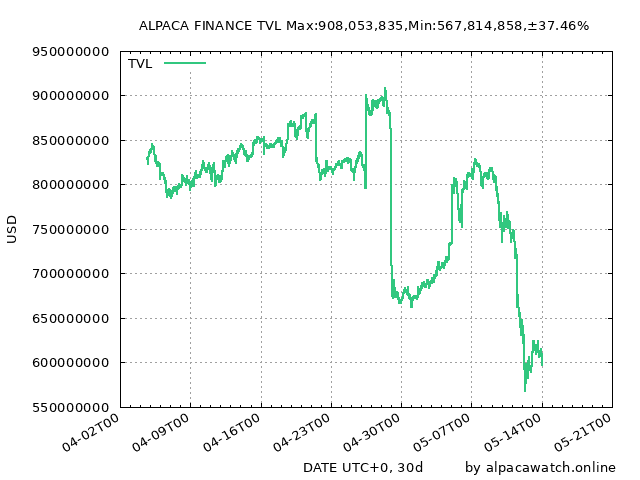 ALPACA FINANCE TVL Max:908,053,835,Min:567,814,858,±37.46%
950000000
TVL
900000000
850000000
800000000
750000000
USD
700000000
650000000
600000000
550000000
04-02T00
04-09T00
04-16T00
04-23T00
04-30T00
05-07T00
05-14T00
05-21T00
DATE UTC+0, 30d
by alpacawatch.online